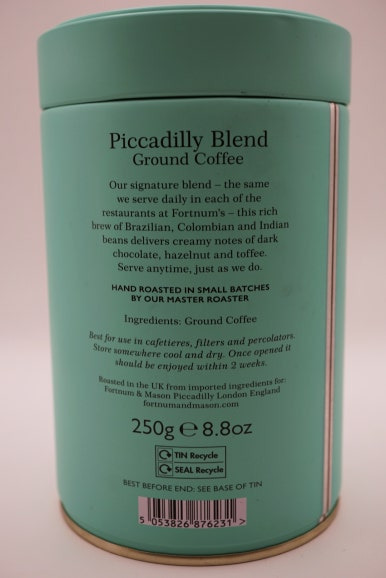 Piccadilly Blend
Ground Coffee
Our signature blend – the same
we serve daily in each of the
restaurants at Fortnum's – this rich
brew of Brazilian, Colombian and Indian
beans delivers creamy notes of dark
chocolate, hazelnut and toffee.
Serve anytime, just as we do.
HAND ROASTED IN SMALL BATCHES
BY OUR MASTER ROASTER
Ingredients: Ground Coffee
Best for use in cafetieres, filters and percolators.
Store somewhere cool and dry. Once opened it
should be enjoyed within 2 weeks.
Roasted in the UK from imported ingredients for:
Fortnum & Mason Piccadilly London England
fortnumandmason.com
250g ℮ 8.8oz
TIN Recycle
SEAL Recycle
BEST BEFORE END: SEE BASE OF TIN
5 053826 876231 >